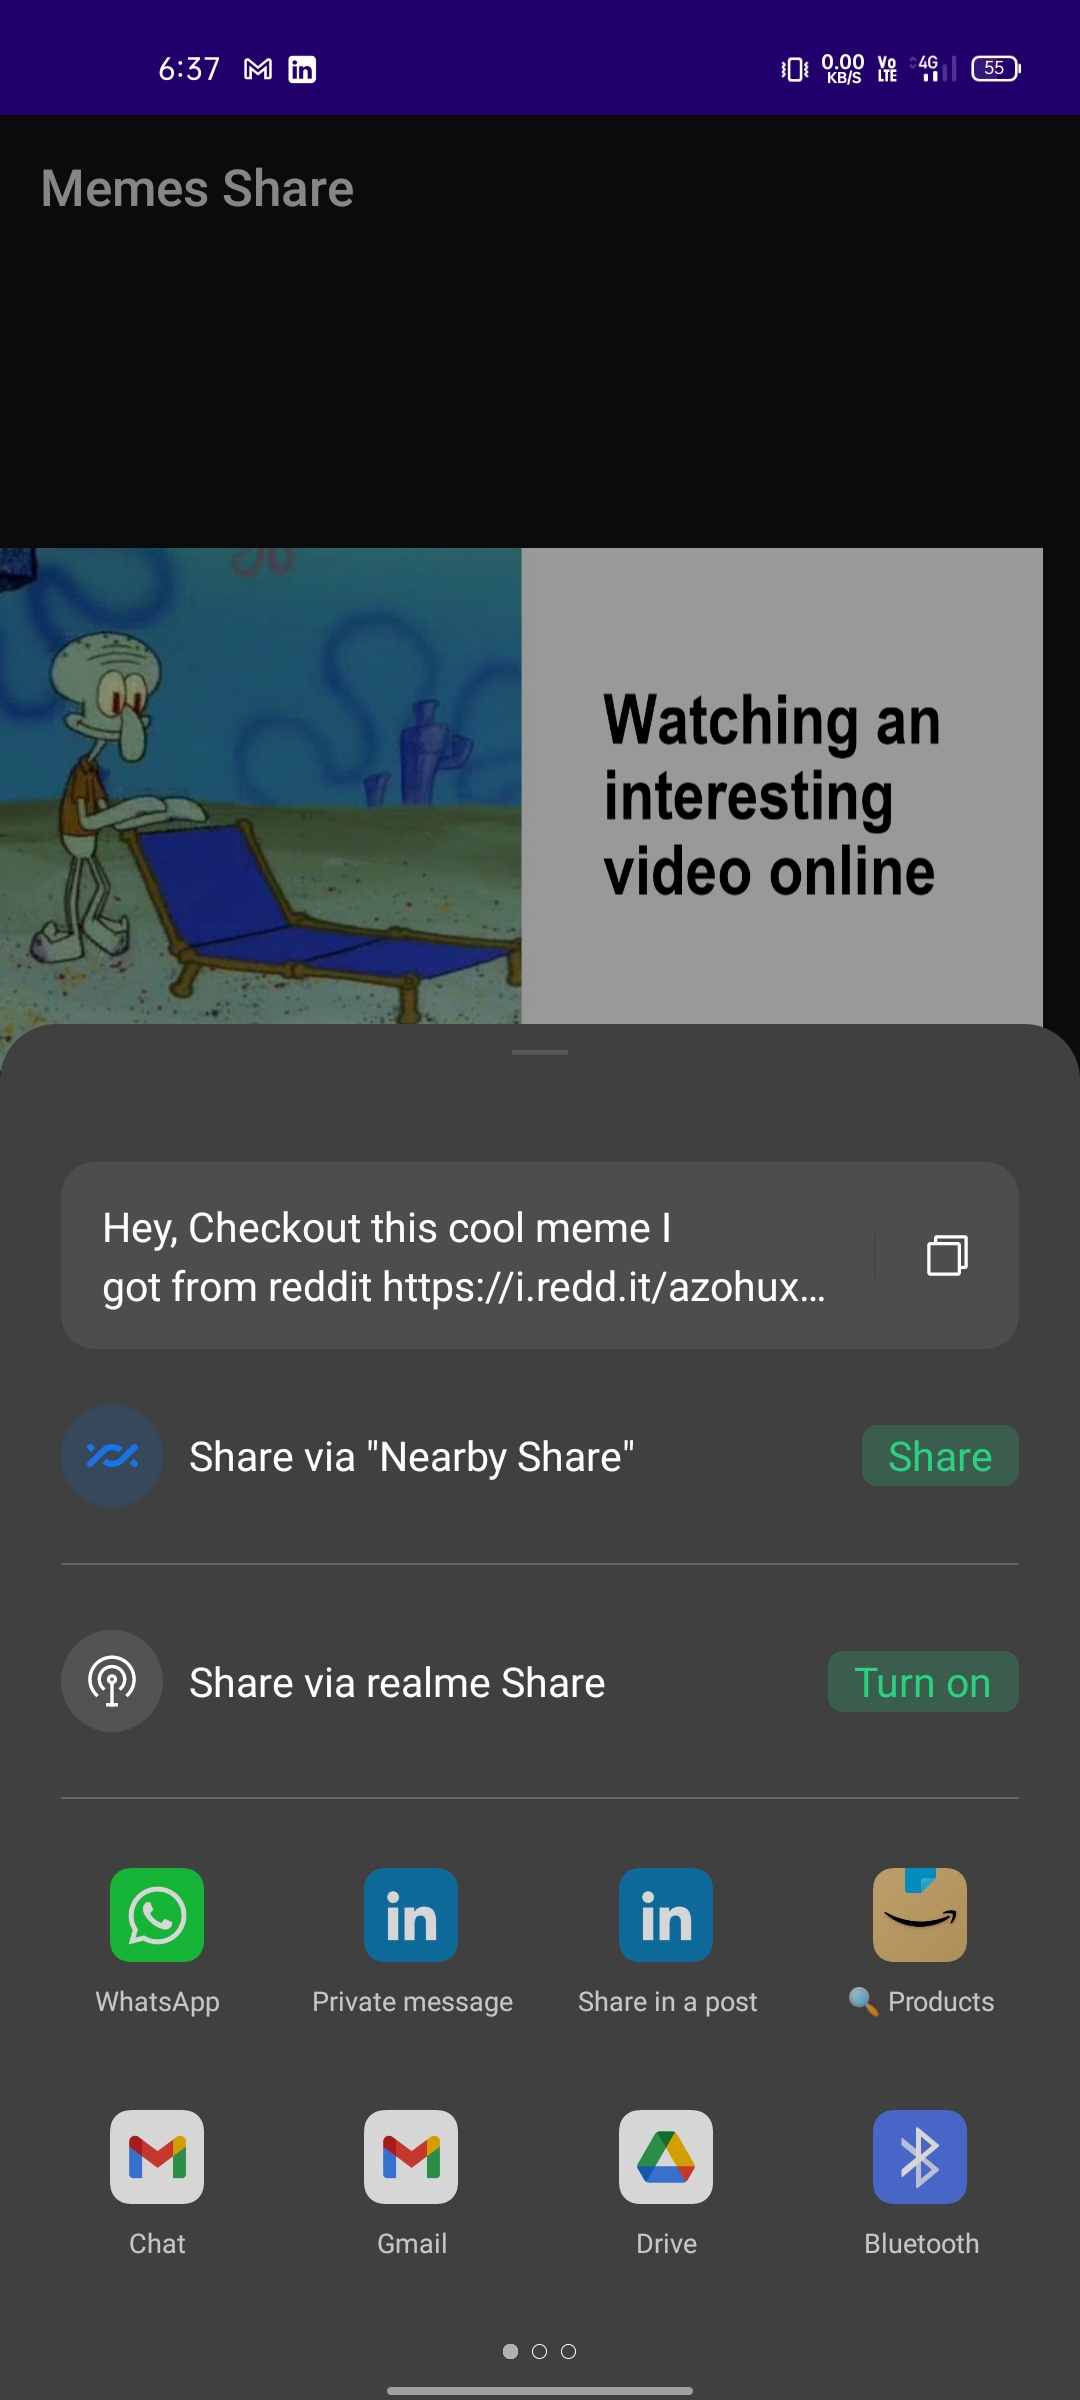 6:37
0.00
KB/S
Vo
LTE
4G
55
Memes Share
Watching an
interesting
video online
Hey, Checkout this cool meme I
got from reddit https://i.redd.it/azohux...
Share via "Nearby Share"
Share
Share via realme Share
Turn on
WhatsApp
Private message
Share in a post
Products
Chat
Gmail
Drive
Bluetooth